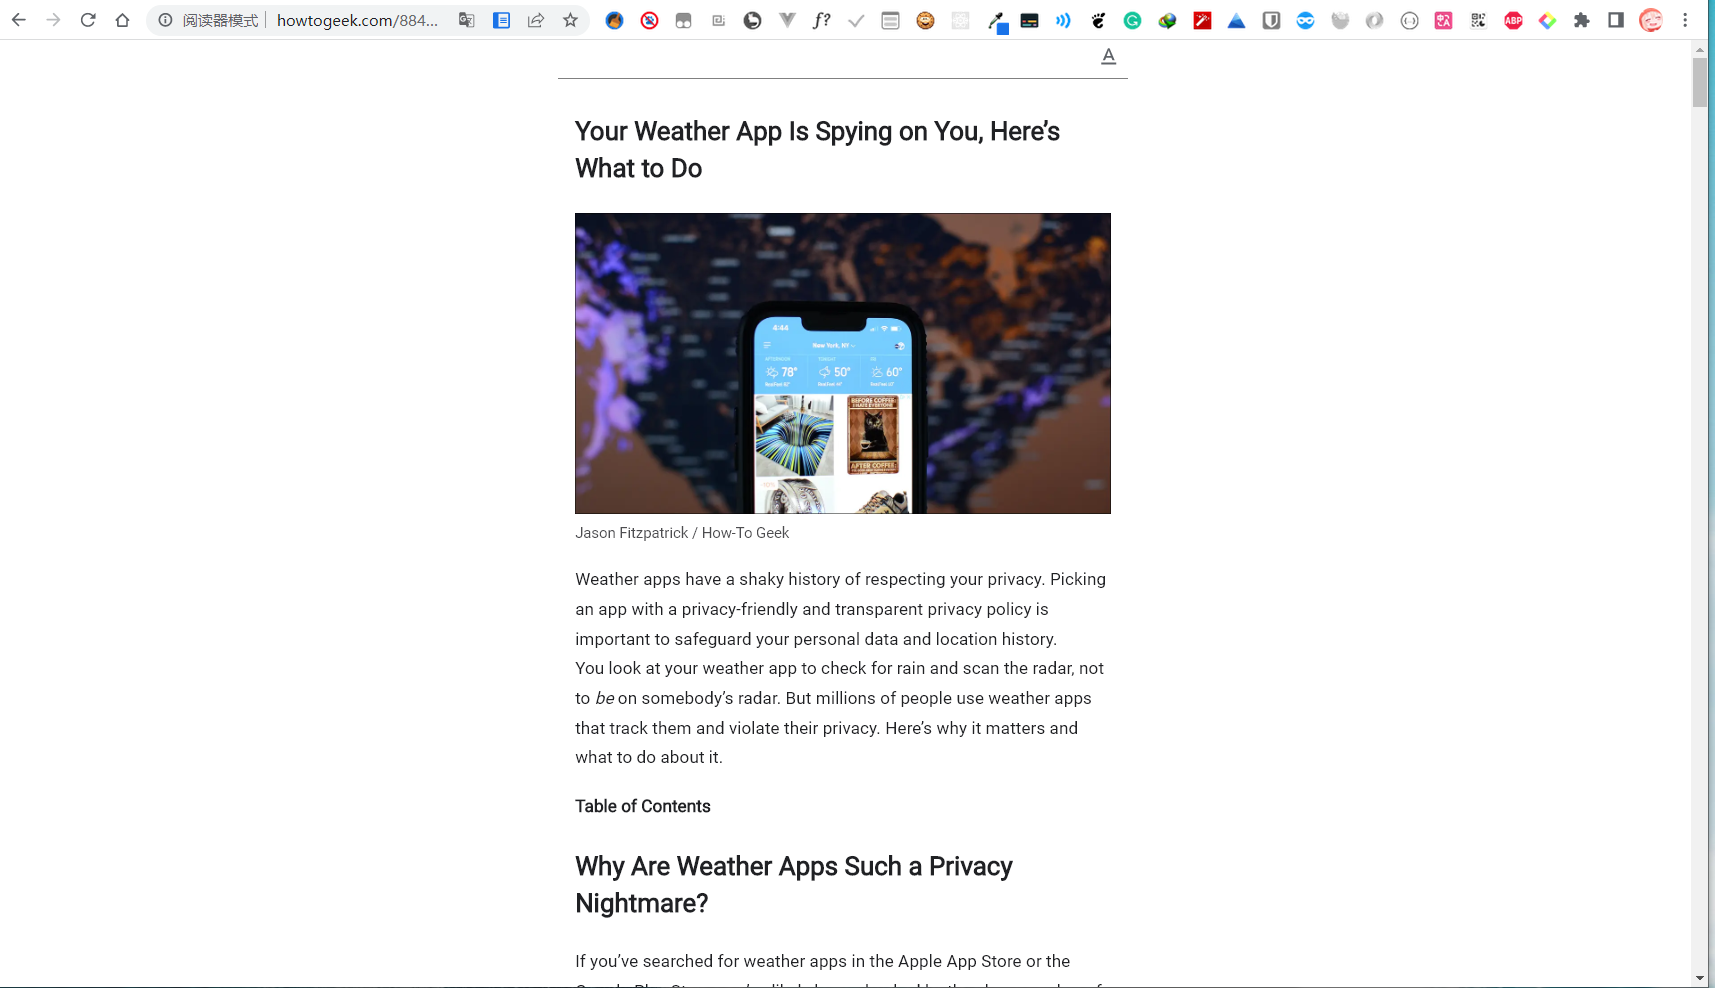 阅读器模式 howtogeek.com/884...
f?
ABP
A
Your Weather App Is Spying on You, Here’s
What to Do
4:44
New York, NY
AFTERNOON TONIGHT
78° 50° 60°
BEFORE COFFEE:
I HATE EVERYONE
AFTER COFFEE:
Jason Fitzpatrick / How-To Geek
Weather apps have a shaky history of respecting your privacy. Picking
an app with a privacy-friendly and transparent privacy policy is
important to safeguard your personal data and location history.
You look at your weather app to check for rain and scan the radar, not
to be on somebody’s radar. But millions of people use weather apps
that track them and violate their privacy. Here’s why it matters and
what to do about it.
Table of Contents
Why Are Weather Apps Such a Privacy
Nightmare?
If you’ve searched for weather apps in the Apple App Store or the